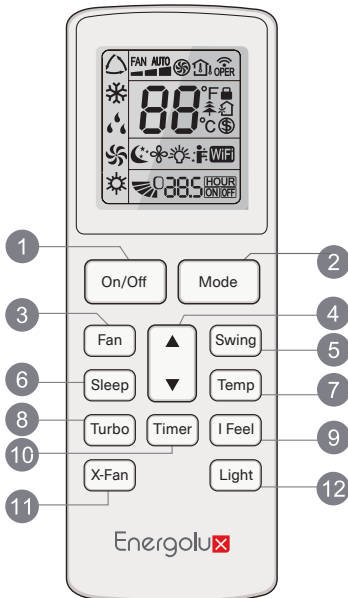 FAN AUTO OPER
88 °F
°C
WiFi
88:8.5 HOUR
ON OFF
1
2
On/Off Mode
3
4
Fan Swing
5
6
Sleep Temp
7
8
Turbo Timer I Feel
9
10
X-Fan Light
11
12
Energolux